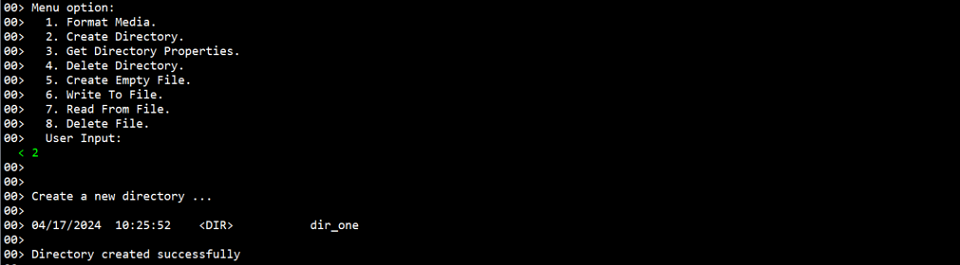 00> Menu option:
00>   1. Format Media.
00>   2. Create Directory.
00>   3. Get Directory Properties.
00>   4. Delete Directory.
00>   5. Create Empty File.
00>   6. Write To File.
00>   7. Read From File.
00>   8. Delete File.
00>   User Input:
  < 2
00>
00>
00> Create a new directory ...
00>
00> 04/17/2024  10:25:52    <DIR>           dir_one
00>
00> Directory created successfully